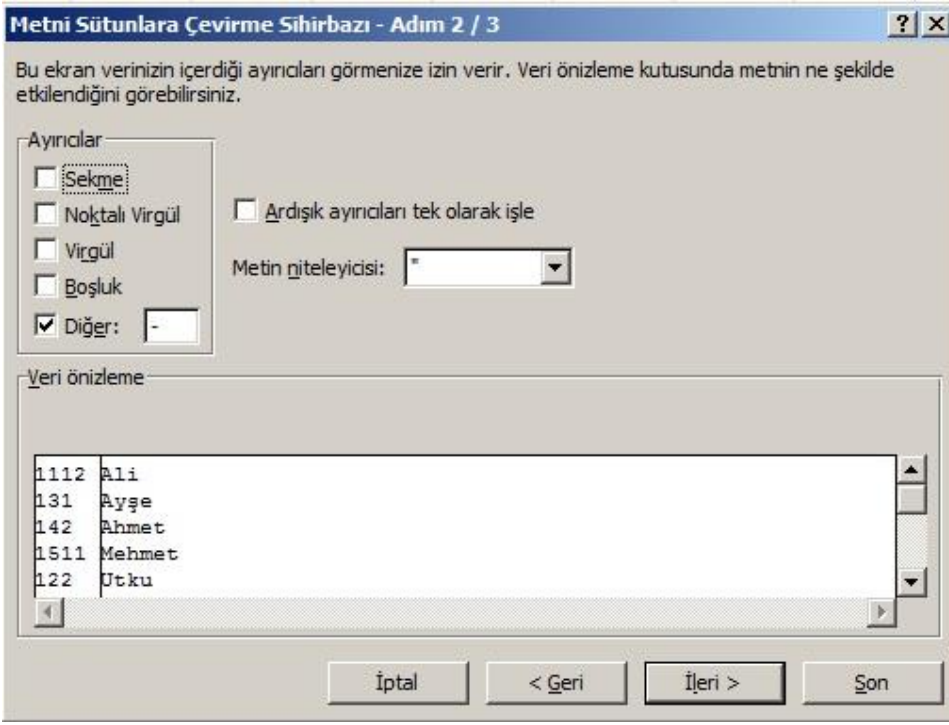 Metni Sütunlara Çevirme Sihirbazı - Adım 2 / 3
Bu ekran verinizin içerdiği ayırıcıları görmenize izin verir. Veri önizleme kutusunda metnin ne şekilde
etkilendiğini görebilirsiniz.
Ayırıcılar
Sekme
Noktalı Virgül
Virgül
Boşluk
Diğer: -
Ardışık ayırıcıları tek olarak işle
Metin niteleyicisi: "
Veri önizleme
1112 Ali
131 Ayşe
142 Ahmet
1511 Mehmet
122 Utku
İptal
< Geri
İleri >
Son